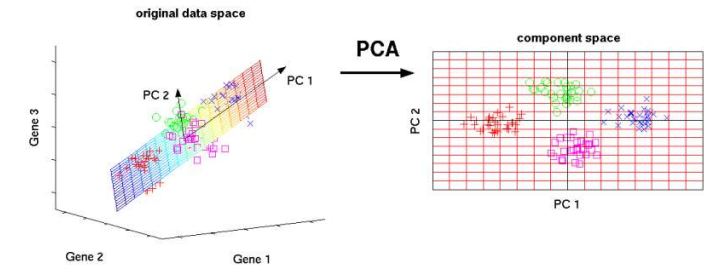 original data space
PCA
component space
PC 1
PC 2
Gene 3
Gene 2
Gene 1
PC 2
PC 1